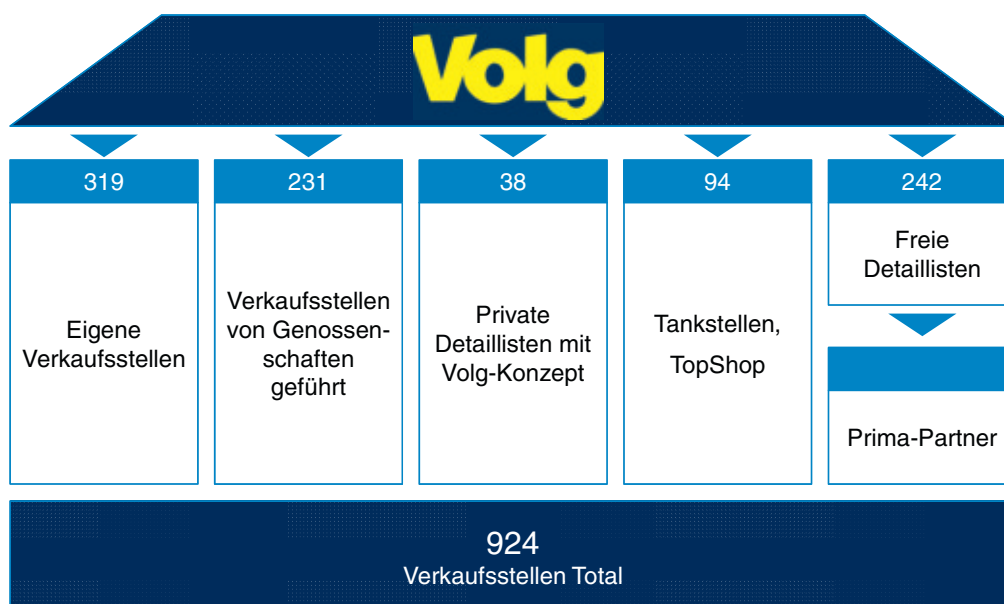 Volg
319
Eigene
Verkaufsstellen
231
Verkaufsstellen
von Genossen-
schaften
geführt
38
Private
Detaillisten mit
Volg-Konzept
94
Tankstellen,
TopShop
242
Freie
Detaillisten
Prima-Partner
924
Verkaufsstellen Total